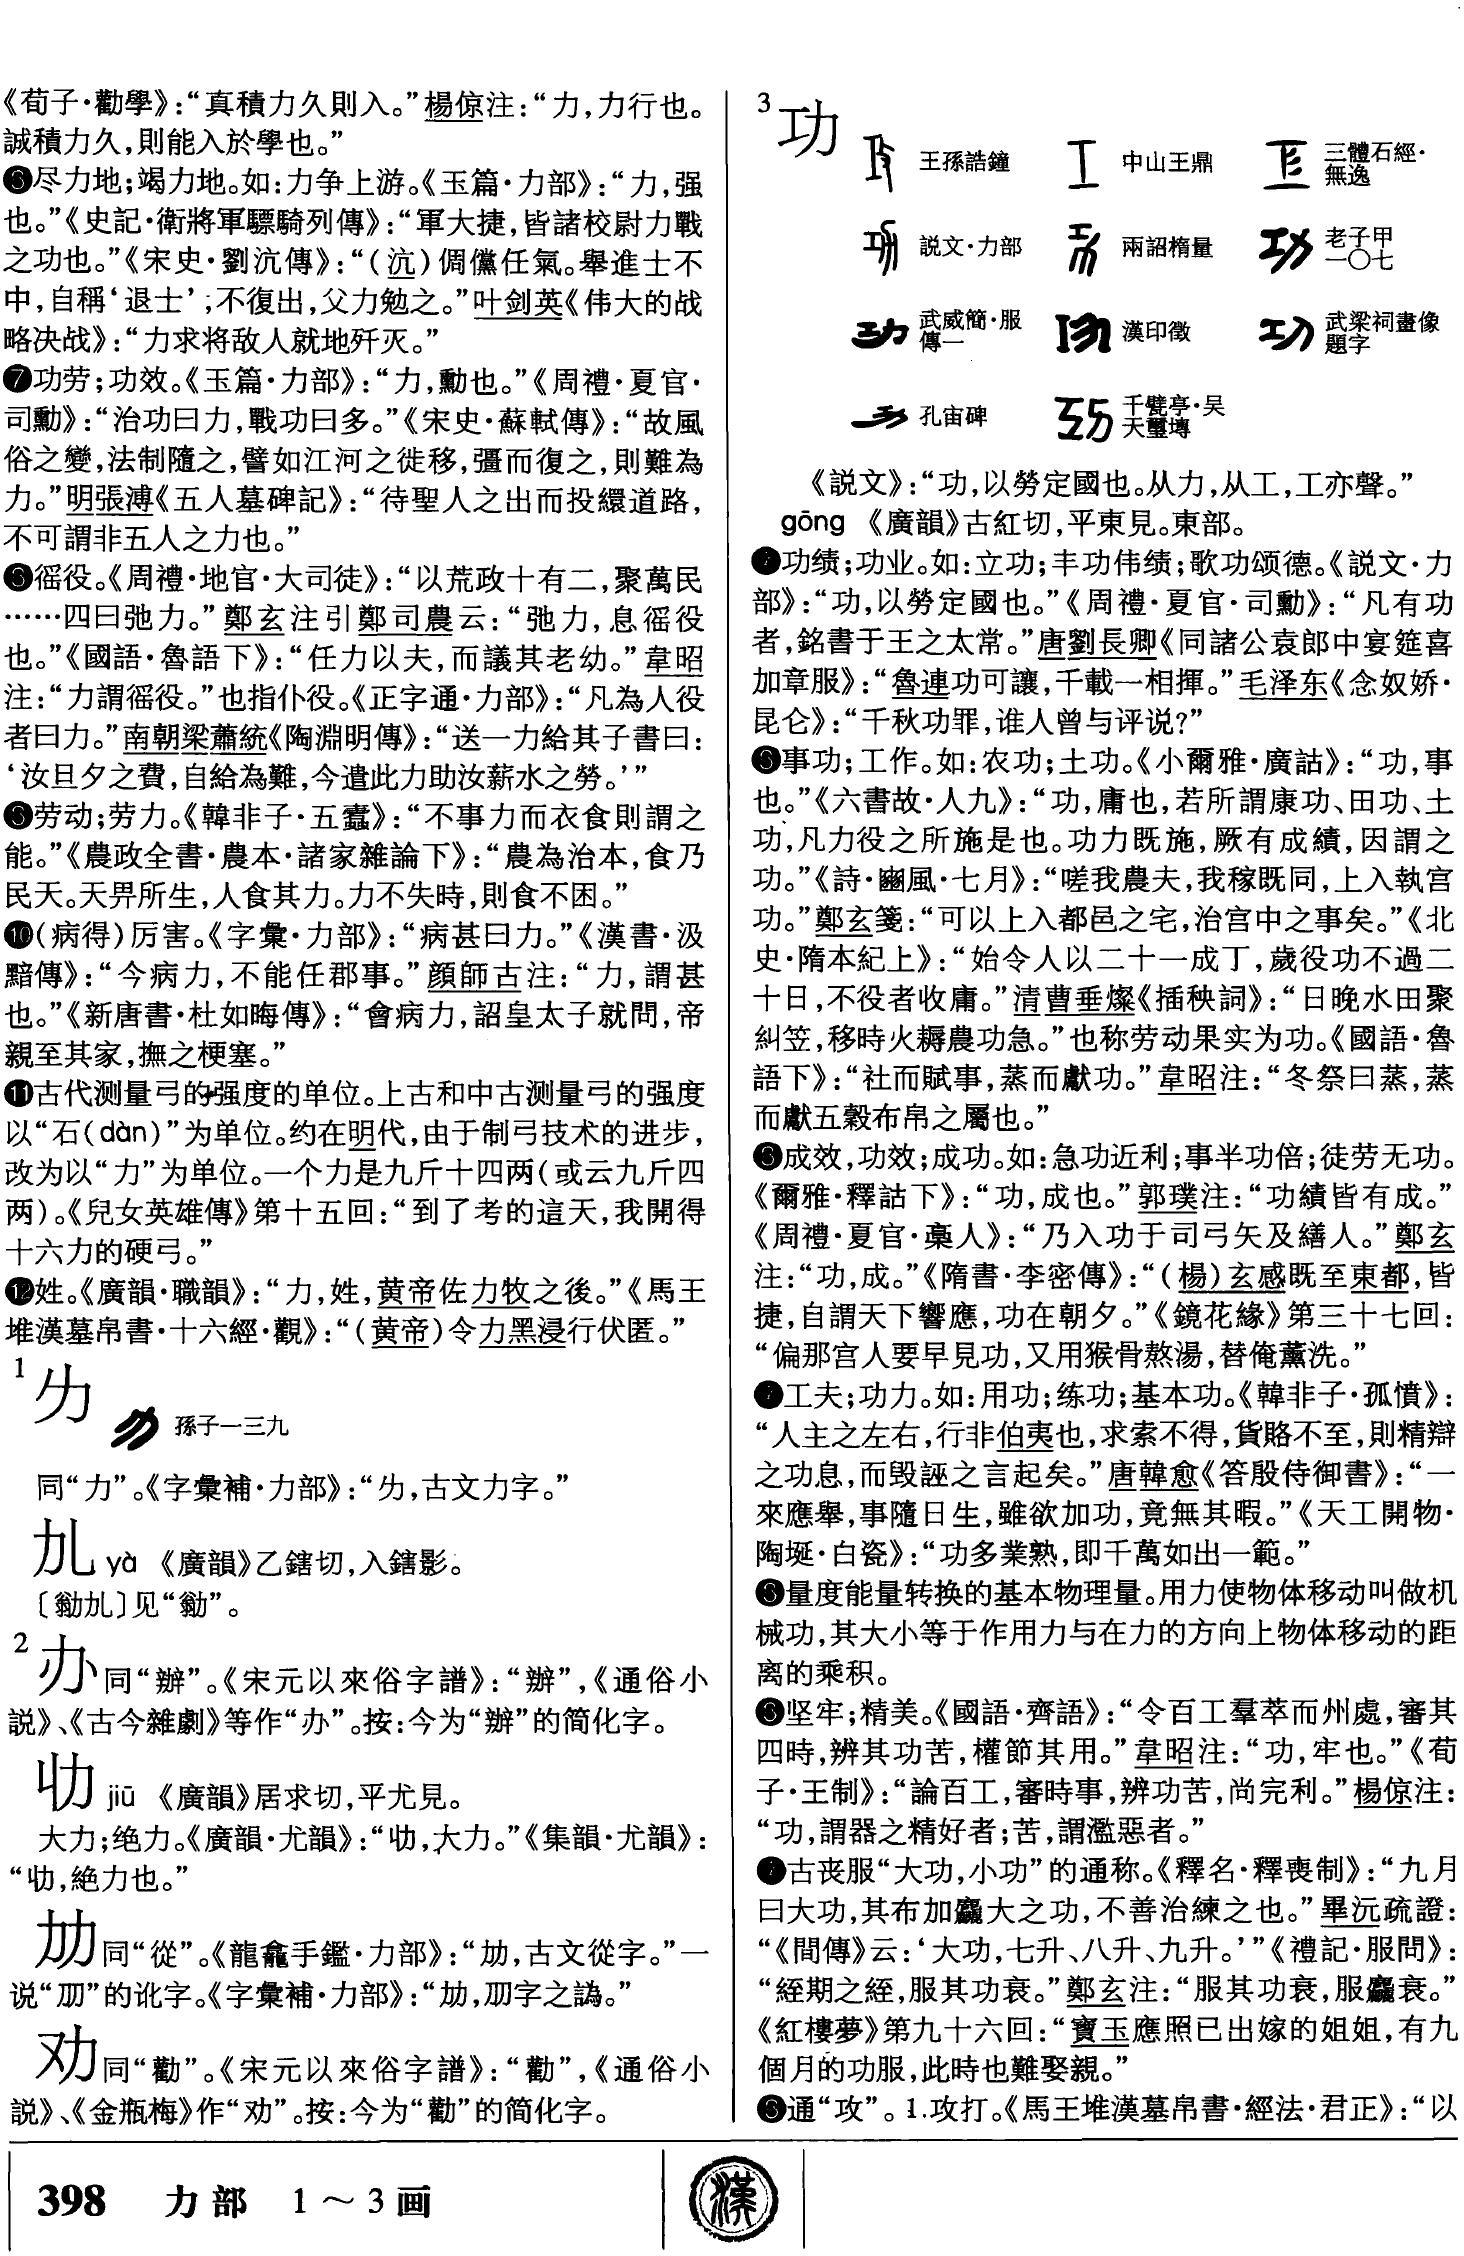 《荀子·勸學》：“真積力久則入。”楊倞注：“力，力行也。
誠積力久，則能入於學也。”
❻尽力地；竭力地。如：力争上游。《玉篇·力部》：“力，强
也。”《史記·衛將軍驃騎列傳》：“軍大捷，皆諸校尉力戰
之功也。”《宋史·劉沆傳》：“（沆）倜儻任氣。舉進士不
中，自稱‘退士’；不復出，父力勉之。”叶剑英《伟大的战
略决战》：“力求将敌人就地歼灭。”
❼功劳；功效。《玉篇·力部》：“力，勳也。”《周禮·夏官·
司勳》：“治功曰力，戰功曰多。”《宋史·蘇軾傳》：“故風
俗之變，法制隨之，譬如江河之徙移，彊而復之，則難為
力。”明張溥《五人墓碑記》：“待聖人之出而投繯道路，
不可謂非五人之力也。”
徭役。《周禮·地官·大司徒》：“以荒政十有二，聚萬民
……四曰弛力。”鄭玄注引鄭司農云：“弛力，息徭役
也。”《國語·魯語下》：“任力以夫，而議其老幼。”韋昭
注：“力謂徭役。”也指仆役。《正字通·力部》：“凡為人役
者曰力。”南朝梁蕭統《陶淵明傳》：“送一力給其子書曰：
‘汝旦夕之費，自給為難，今遣此力助汝薪水之勞。’”
劳动；劳力。《韓非子·五蠹》：“不事力而衣食則謂之
能。”《農政全書·農本·諸家雜論下》：“農為治本，食乃
民天。天畀所生，人食其力。力不失時，則食不困。”
❿（病得）厉害。《字彙·力部》：“病甚曰力。”《漢書·汲
黯傳》：“今病力，不能任郡事。”顔師古注：“力，謂甚
也。”《新唐書·杜如晦傳》：“會病力，詔皇太子就問，帝
親至其家，撫之梗塞。”
⓫古代测量弓的强度的单位。上古和中古测量弓的强度
以“石（dàn）”为单位。约在明代，由于制弓技术的进步，
改为以“力”为单位。一个力是九斤十四两（或云九斤四
两）。《兒女英雄傳》第十五回：“到了考的這天，我開得
十六力的硬弓。”
⓬姓。《廣韻·職韻》：“力，姓，黄帝佐力牧之後。”《馬王
堆漢墓帛書·十六經·觀》：“（黄帝）令力黑浸行伏匿。”
1
㔓 孫子一三九
同“力”。《字彙補·力部》：“㔓，古文力字。”
劜 yà 《廣韻》乙鎋切，入鎋影。
〔㔚劜〕见“㔚”。
2
办同“辦”。《宋元以來俗字譜》：“辦”，《通俗小
説》、《古今雜劇》等作“办”。按：今为“辦”的简化字。
㔔 jiū 《廣韻》居求切，平尤見。
大力；绝力。《廣韻·尤韻》：“㔔，大力。”《集韻·尤韻》：
“㔔，絶力也。”
同“從”。《龍龕手鑑·力部》：“，古文從字。”一
说“刕”的讹字。《字彙補·力部》：“，字之譌。”
劝同“勸”。《宋元以來俗字譜》：“勸”，《通俗小
説》、《金瓶梅》作“劝”。按：今为“勸”的简化字。
3
功 王孫誥鐘 中山王鼎 三體石經·
無逸
説文·力部 兩詔楕量 老子甲
一〇七
武威簡·服
傳一 漢印徵 武梁祠畫像
題字
孔宙碑 千甓亭·吴
天璽塼
《説文》：“功，以勞定國也。从力，从工，工亦聲。”
gōng 《廣韻》古紅切，平東見。東部。
功绩；功业。如：立功；丰功伟绩；歌功颂德。《説文·力
部》：“功，以勞定國也。”《周禮·夏官·司勳》：“凡有功
者，銘書于王之太常。”唐劉長卿《同諸公袁郎中宴筵喜
加章服》：“魯連功可讓，千載一相揮。”毛泽东《念奴娇·
昆仑》：“千秋功罪，谁人曾与评说？”
事功；工作。如：农功；土功。《小爾雅·廣詁》：“功，事
也。”《六書故·人九》：“功，庸也，若所謂康功、田功、土
功，凡力役之所施是也。功力既施，厥有成績，因謂之
功。”《詩·豳風·七月》：“嗟我農夫，我稼既同，上入執宫
功。”鄭玄箋：“可以上入都邑之宅，治宫中之事矣。”《北
史·隋本紀上》：“始令人以二十一成丁，歲役功不過二
十日，不役者收庸。”清曹垂燦《插秧詞》：“日晚水田聚
糾笠，移時火耨農功急。”也称劳动果实为功。《國語·魯
語下》：“社而賦事，蒸而獻功。”韋昭注：“冬祭曰蒸，蒸
而獻五穀布帛之屬也。”
成效，功效；成功。如：急功近利；事半功倍；徒劳无功。
《爾雅·釋詁下》：“功，成也。”郭璞注：“功績皆有成。”
《周禮·夏官·槀人》：“乃入功于司弓矢及繕人。”鄭玄
注：“功，成。”《隋書·李密傳》：“（楊）玄感既至東都，皆
捷，自謂天下響應，功在朝夕。”《鏡花緣》第三十七回：
“偏那宫人要早見功，又用猴骨熬湯，替俺薰洗。”
工夫；功力。如：用功；练功；基本功。《韓非子·孤憤》：
“人主之左右，行非伯夷也，求索不得，貨賂不至，則精辯
之功息，而毁誣之言起矣。”唐韓愈《答殷侍御書》：“一
來應舉，事隨日生，雖欲加功，竟無其暇。”《天工開物·
陶埏·白瓷》：“功多業熟，即千萬如出一範。”
量度能量转换的基本物理量。用力使物体移动叫做机
械功，其大小等于作用力与在力的方向上物体移动的距
离的乘积。
坚牢；精美。《國語·齊語》：“令百工羣萃而州處，審其
四時，辨其功苦，權節其用。”韋昭注：“功，牢也。”《荀
子·王制》：“論百工，審時事，辨功苦，尚完利。”楊倞注：
“功，謂器之精好者；苦，謂濫惡者。”
古丧服“大功，小功”的通称。《釋名·釋喪制》：“九月
曰大功，其布加麤大之功，不善治練之也。”畢沅疏證：
“《間傳》云：‘大功，七升、八升、九升。’”《禮記·服問》：
“絰期之絰，服其功衰。”鄭玄注：“服其功衰，服麤衰。”
《紅樓夢》第九十六回：“寶玉應照已出嫁的姐姐，有九
個月的功服，此時也難娶親。”
通“攻”。1.攻打。《馬王堆漢墓帛書·經法·君正》：“以
398 力部 1～3画
漢